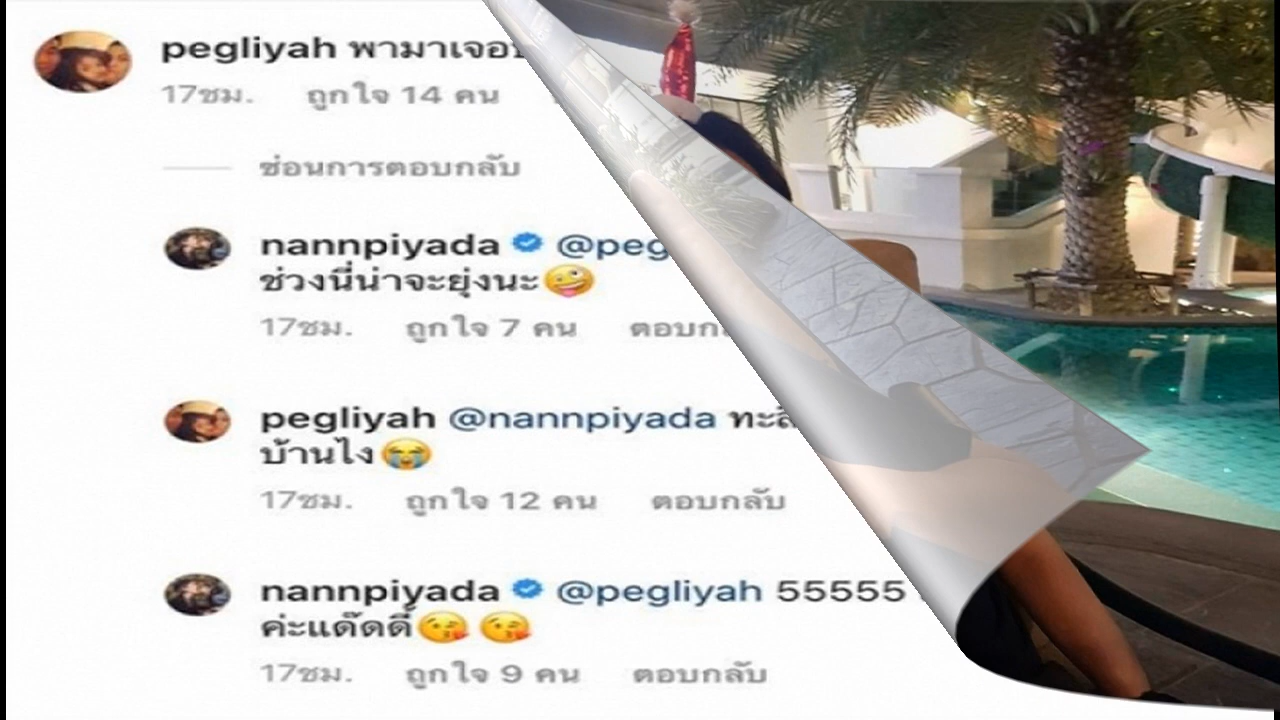 pegliyah พามาเจอ
17ชม. ถูกใจ 14 คน
ซ่อนการตอบกลับ
nannpiyada @peg
ช่วงนี่น่าจะยุ่งนะ🤪
17ชม. ถูกใจ 7 คน ตอบก
pegliyah @nannpiyada
บ้านไง😭
17ชม. ถูกใจ 12 คน ตอบกลับ
nannpiyada @pegliyah 55555
ค่ะแด๊ดดี้😘 😘
17ชม. ถูกใจ 9 คน ตอบกลับ